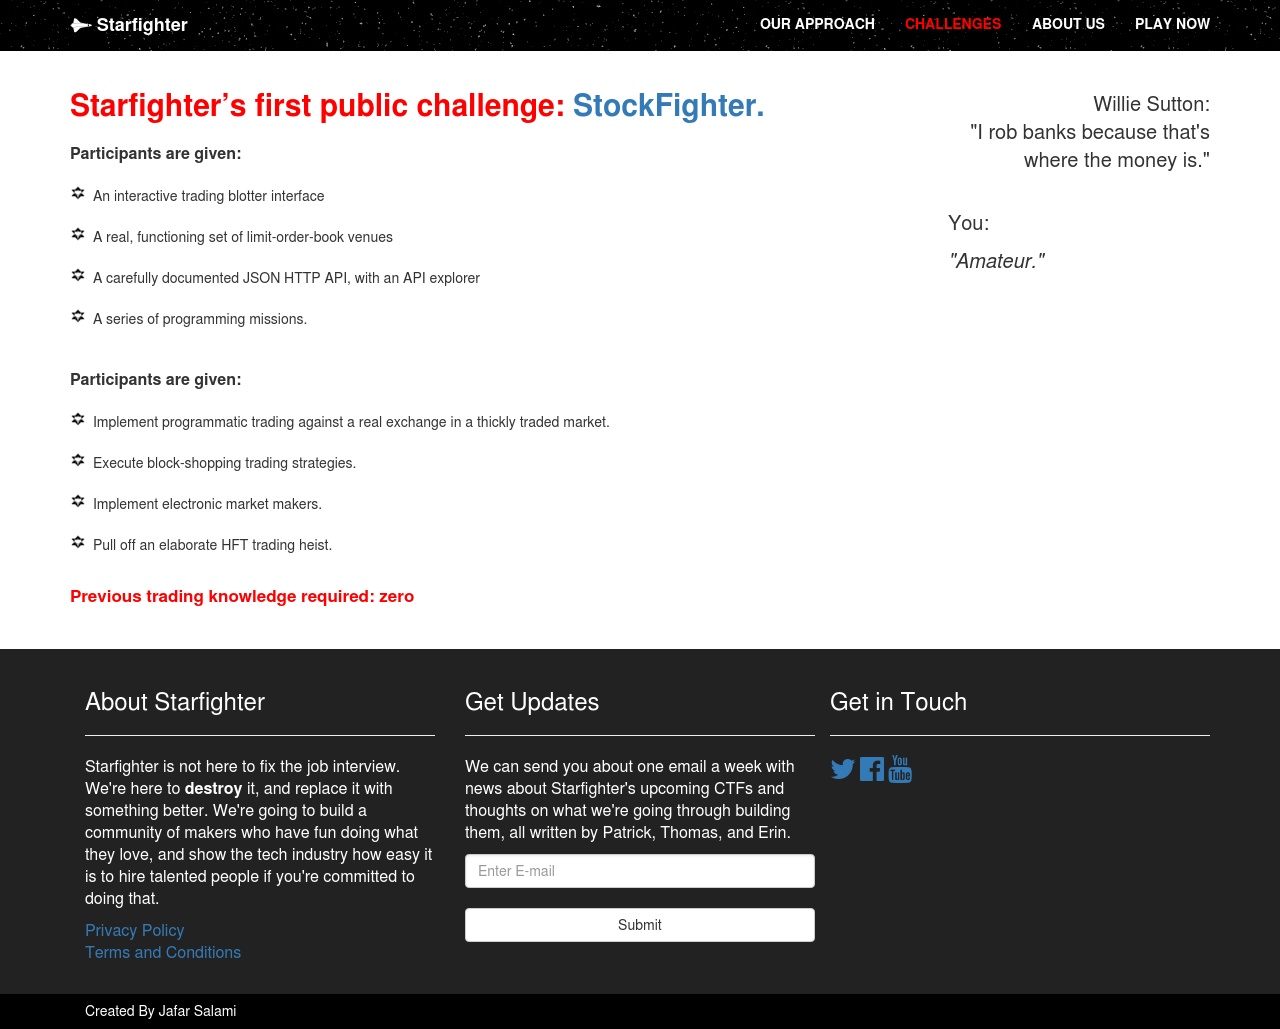 Starfighter
OUR APPROACH
CHALLENGES
ABOUT US
PLAY NOW
Starfighter’s first public challenge: StockFighter.
Participants are given:
An interactive trading blotter interface
A real, functioning set of limit-order-book venues
A carefully documented JSON HTTP API, with an API explorer
A series of programming missions.
Participants are given:
Implement programmatic trading against a real exchange in a thickly traded market.
Execute block-shopping trading strategies.
Implement electronic market makers.
Pull off an elaborate HFT trading heist.
Previous trading knowledge required: zero
Willie Sutton:
"I rob banks because that's
where the money is."
You:
"Amateur."
About Starfighter
Starfighter is not here to fix the job interview.
We're here to destroy it, and replace it with
something better. We're going to build a
community of makers who have fun doing what
they love, and show the tech industry how easy it
is to hire talented people if you're committed to
doing that.
Privacy Policy
Terms and Conditions
Get Updates
We can send you about one email a week with
news about Starfighter's upcoming CTFs and
thoughts on what we're going through building
them, all written by Patrick, Thomas, and Erin.
Enter E-mail
Submit
Get in Touch
You
Tube
Created By Jafar Salami